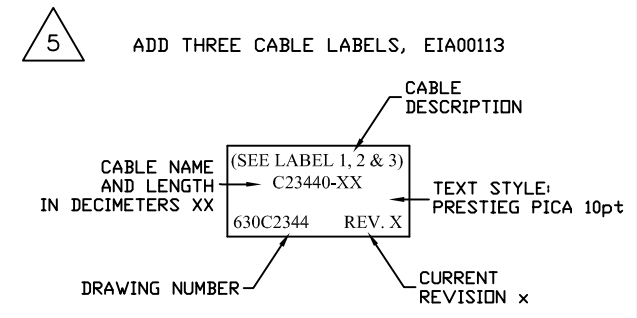 5
ADD THREE CABLE LABELS, EIA00113
CABLE
DESCRIPTION
(SEE LABEL 1, 2 & 3)
C23440-XX
630C2344 REV. X
CABLE NAME
AND LENGTH
IN DECIMETERS XX
TEXT STYLE:
PRESTIEG PICA 10pt
DRAWING NUMBER
CURRENT
REVISION x